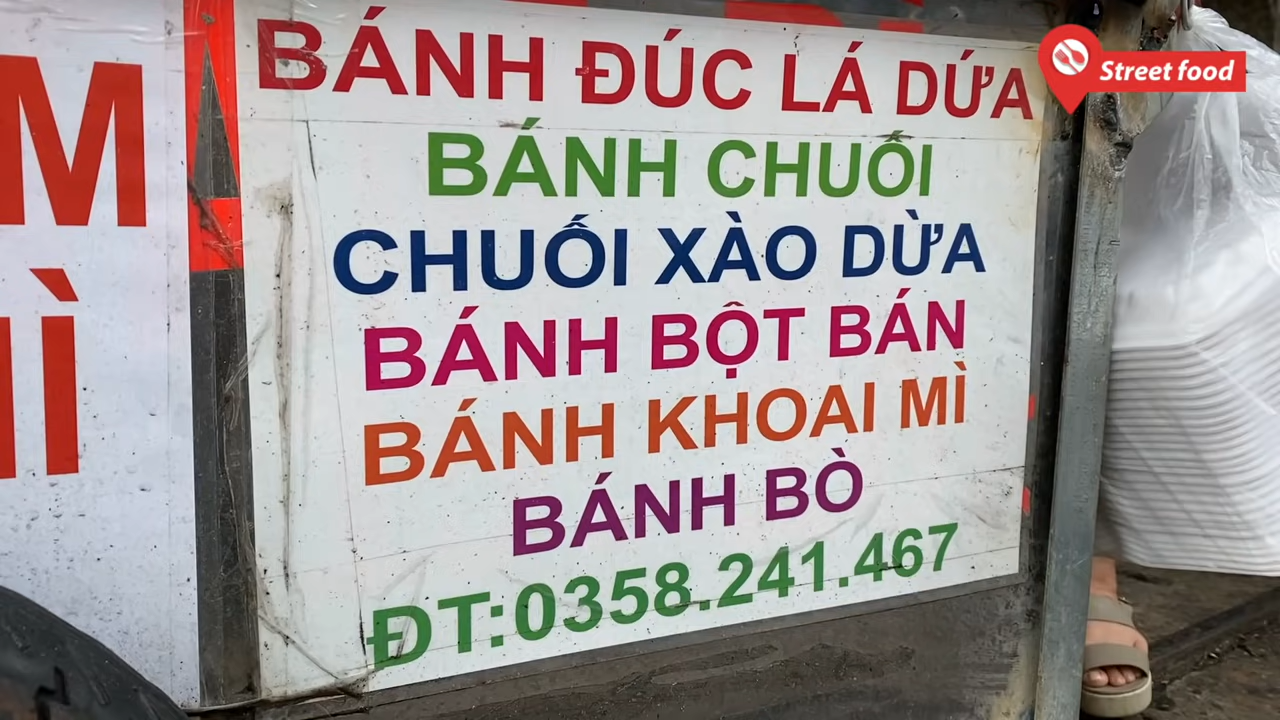 BÁNH ĐÚC LÁ DỨA
BÁNH CHUỐI
CHUỐI XÀO DỪA
BÁNH BỘT BÁN
BÁNH KHOAI MÌ
BÁNH BÒ
ĐT:0358.241.467
Street food